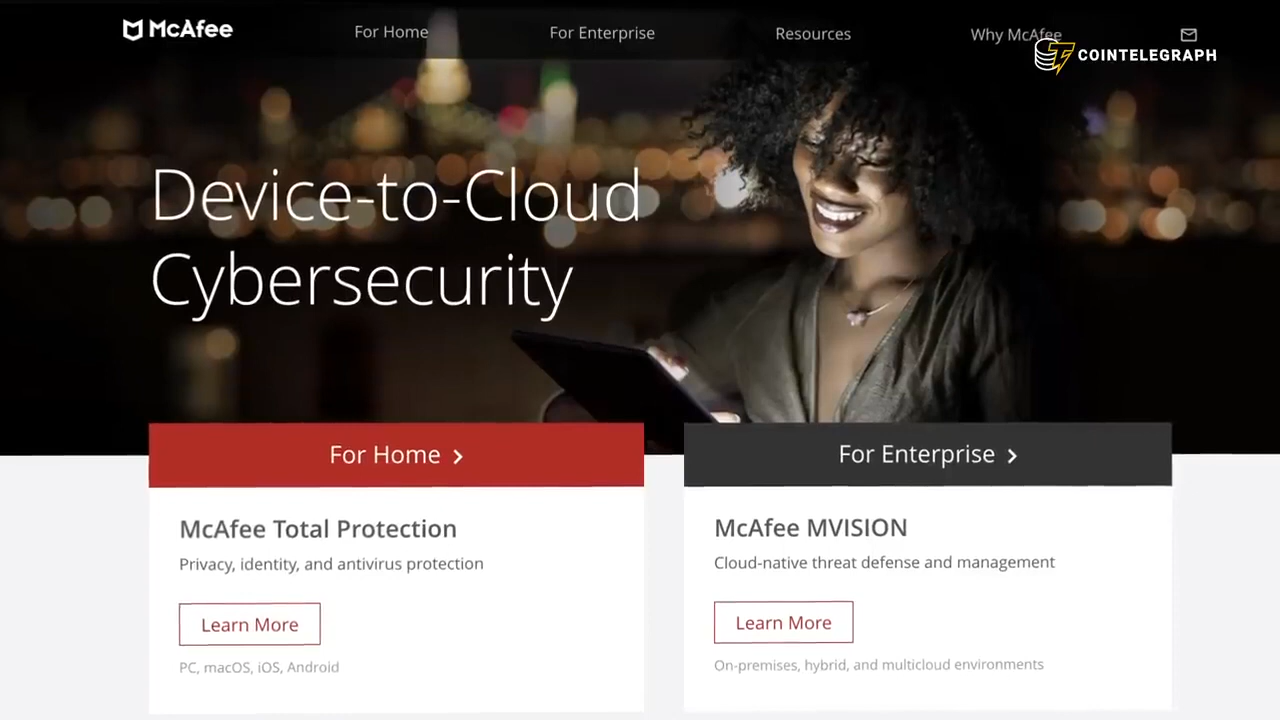 McAfee
For Home
For Enterprise
Resources
Why McAfee
COINTELEGRAPH
Device-to-Cloud
Cybersecurity
For Home
For Enterprise
McAfee Total Protection
Privacy, identity, and antivirus protection
Learn More
PC, macOS, iOS, Android
McAfee MVISION
Cloud-native threat defense and management
Learn More
On-premises, hybrid, and multicloud environments